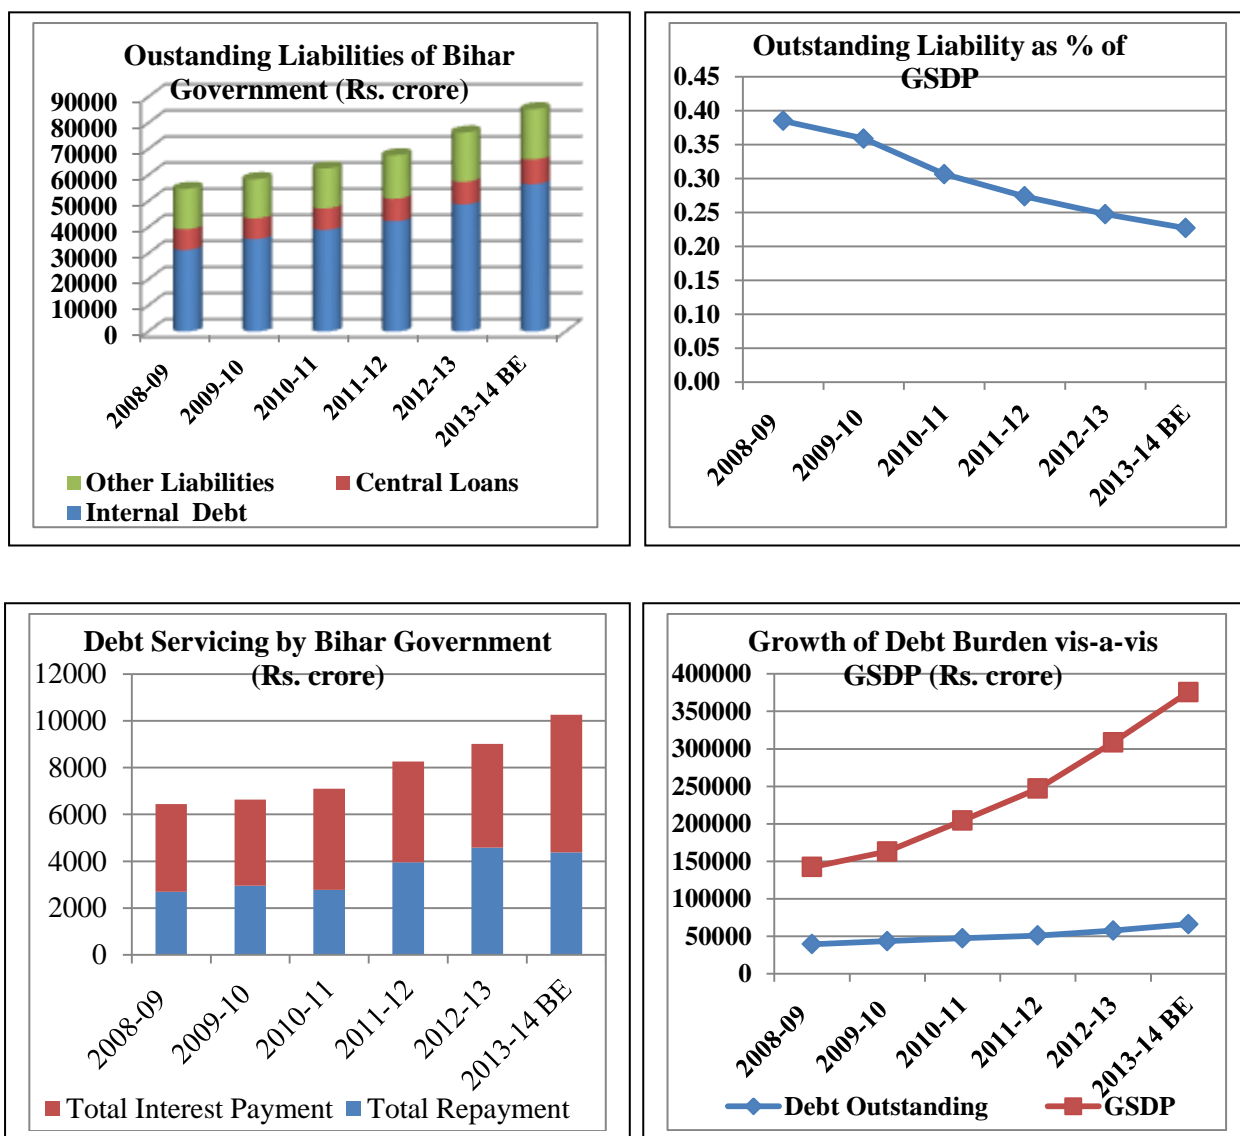 Oustanding Liabilities of Bihar
Government (Rs. crore)
90000
80000
70000
60000
50000
40000
30000
20000
10000
0
2008-09
2009-10
2010-11
2011-12
2012-13
2013-14 BE
Other Liabilities
Central Loans
Internal Debt
Outstanding Liability as % of
GSDP
0.45
0.40
0.35
0.30
0.25
0.20
0.15
0.10
0.05
0.00
2008-09
2009-10
2010-11
2011-12
2012-13
2013-14 BE
Debt Servicing by Bihar Government
(Rs. crore)
12000
10000
8000
6000
4000
2000
0
2008-09
2009-10
2010-11
2011-12
2012-13
2013-14 BE
Total Interest Payment
Total Repayment
Growth of Debt Burden vis-a-vis
GSDP (Rs. crore)
400000
350000
300000
250000
200000
150000
100000
50000
0
2008-09
2009-10
2010-11
2011-12
2012-13
2013-14 BE
Debt Outstanding
GSDP